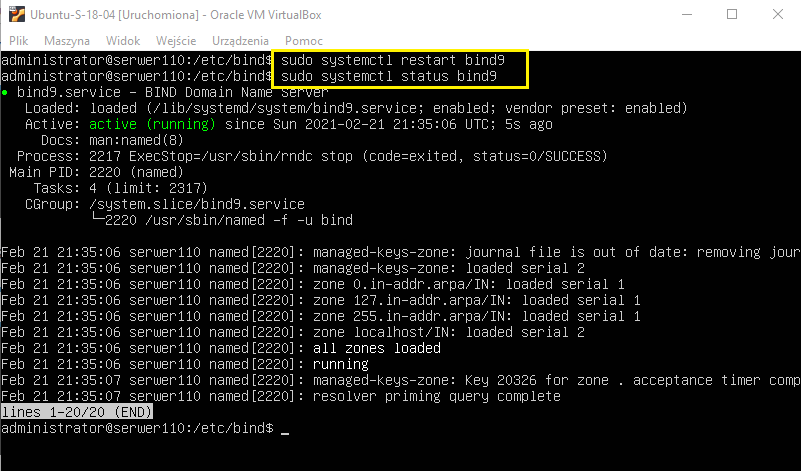 Ubuntu-S-18-04 [Uruchomiona] - Oracle VM VirtualBox
Plik Maszyna Widok Wejście Urządzenia Pomoc
administrator@serwer110:/etc/bind$ sudo systemctl restart bind9
administrator@serwer110:/etc/bind$ sudo systemctl status bind9
● bind9.service - BIND Domain Name Server
Loaded: loaded (/lib/systemd/system/bind9.service; enabled; vendor preset: enabled)
Active: active (running) since Sun 2021-02-21 21:35:06 UTC; 5s ago
Docs: man:named(8)
Process: 2217 ExecStop=/usr/sbin/rndc stop (code=exited, status=0/SUCCESS)
Main PID: 2220 (named)
Tasks: 4 (limit: 2317)
CGroup: /system.slice/bind9.service
└─2220 /usr/sbin/named -f -u bind
Feb 21 21:35:06 serwer110 named[2220]: managed-keys-zone: journal file is out of date: removing jour
Feb 21 21:35:06 serwer110 named[2220]: managed-keys-zone: loaded serial 2
Feb 21 21:35:06 serwer110 named[2220]: zone 0.in-addr.arpa/IN: loaded serial 1
Feb 21 21:35:06 serwer110 named[2220]: zone 127.in-addr.arpa/IN: loaded serial 1
Feb 21 21:35:06 serwer110 named[2220]: zone 255.in-addr.arpa/IN: loaded serial 1
Feb 21 21:35:06 serwer110 named[2220]: zone localhost/IN: loaded serial 2
Feb 21 21:35:06 serwer110 named[2220]: all zones loaded
Feb 21 21:35:06 serwer110 named[2220]: running
Feb 21 21:35:07 serwer110 named[2220]: managed-keys-zone: Key 20326 for zone . acceptance timer comp
Feb 21 21:35:07 serwer110 named[2220]: resolver priming query complete
lines 1-20/20 (END)
administrator@serwer110:/etc/bind$ _